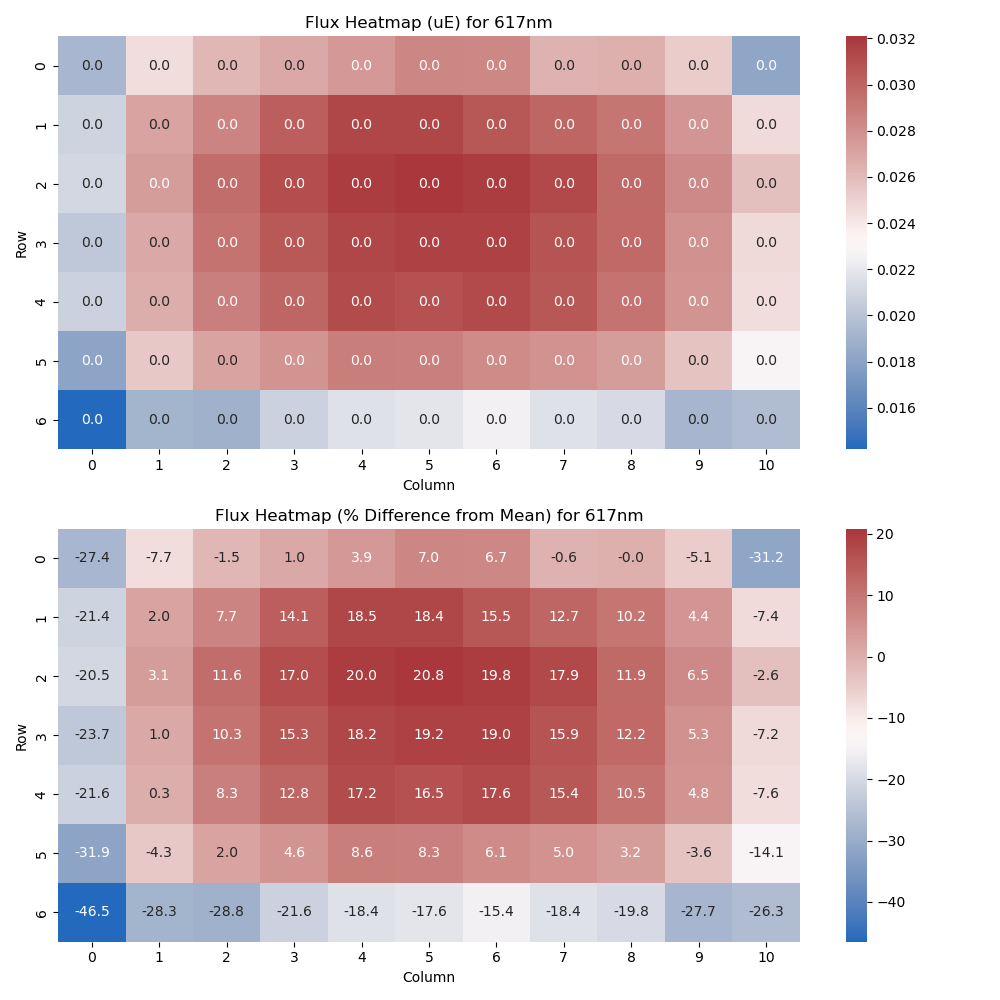 Flux Heatmap (uE) for 617nm
0 0.0 0.0 0.0 0.0 0.0 0.0 0.0 0.0 0.0 0.0 0.0
1 0.0 0.0 0.0 0.0 0.0 0.0 0.0 0.0 0.0 0.0 0.0
2 0.0 0.0 0.0 0.0 0.0 0.0 0.0 0.0 0.0 0.0 0.0
3 0.0 0.0 0.0 0.0 0.0 0.0 0.0 0.0 0.0 0.0 0.0
4 0.0 0.0 0.0 0.0 0.0 0.0 0.0 0.0 0.0 0.0 0.0
5 0.0 0.0 0.0 0.0 0.0 0.0 0.0 0.0 0.0 0.0 0.0
6 0.0 0.0 0.0 0.0 0.0 0.0 0.0 0.0 0.0 0.0 0.0
Row
0 1 2 3 4 5 6 7 8 9 10
Column
0.032
0.030
0.028
0.026
0.024
0.022
0.020
0.018
0.016
Flux Heatmap (% Difference from Mean) for 617nm
0 -27.4 -7.7 -1.5 1.0 3.9 7.0 6.7 -0.6 -0.0 -5.1 -31.2
1 -21.4 2.0 7.7 14.1 18.5 18.4 15.5 12.7 10.2 4.4 -7.4
2 -20.5 3.1 11.6 17.0 20.0 20.8 19.8 17.9 11.9 6.5 -2.6
3 -23.7 1.0 10.3 15.3 18.2 19.2 19.0 15.9 12.2 5.3 -7.2
4 -21.6 0.3 8.3 12.8 17.2 16.5 17.6 15.4 10.5 4.8 -7.6
5 -31.9 -4.3 2.0 4.6 8.6 8.3 6.1 5.0 3.2 -3.6 -14.1
6 -46.5 -28.3 -28.8 -21.6 -18.4 -17.6 -15.4 -18.4 -19.8 -27.7 -26.3
Row
0 1 2 3 4 5 6 7 8 9 10
Column
20
10
0
−10
−20
−30
−40